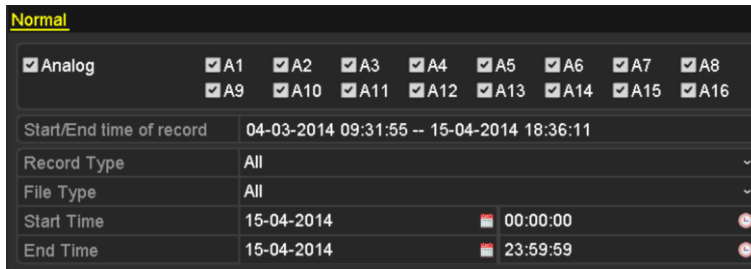 Normal
Analog A1 A2 A3 A4 A5 A6 A7 A8
A9 A10 A11 A12 A13 A14 A15 A16
Start/End time of record 04-03-2014 09:31:55 -- 15-04-2014 18:36:11
Record Type All
File Type All
Start Time 15-04-2014 00:00:00
End Time 15-04-2014 23:59:59